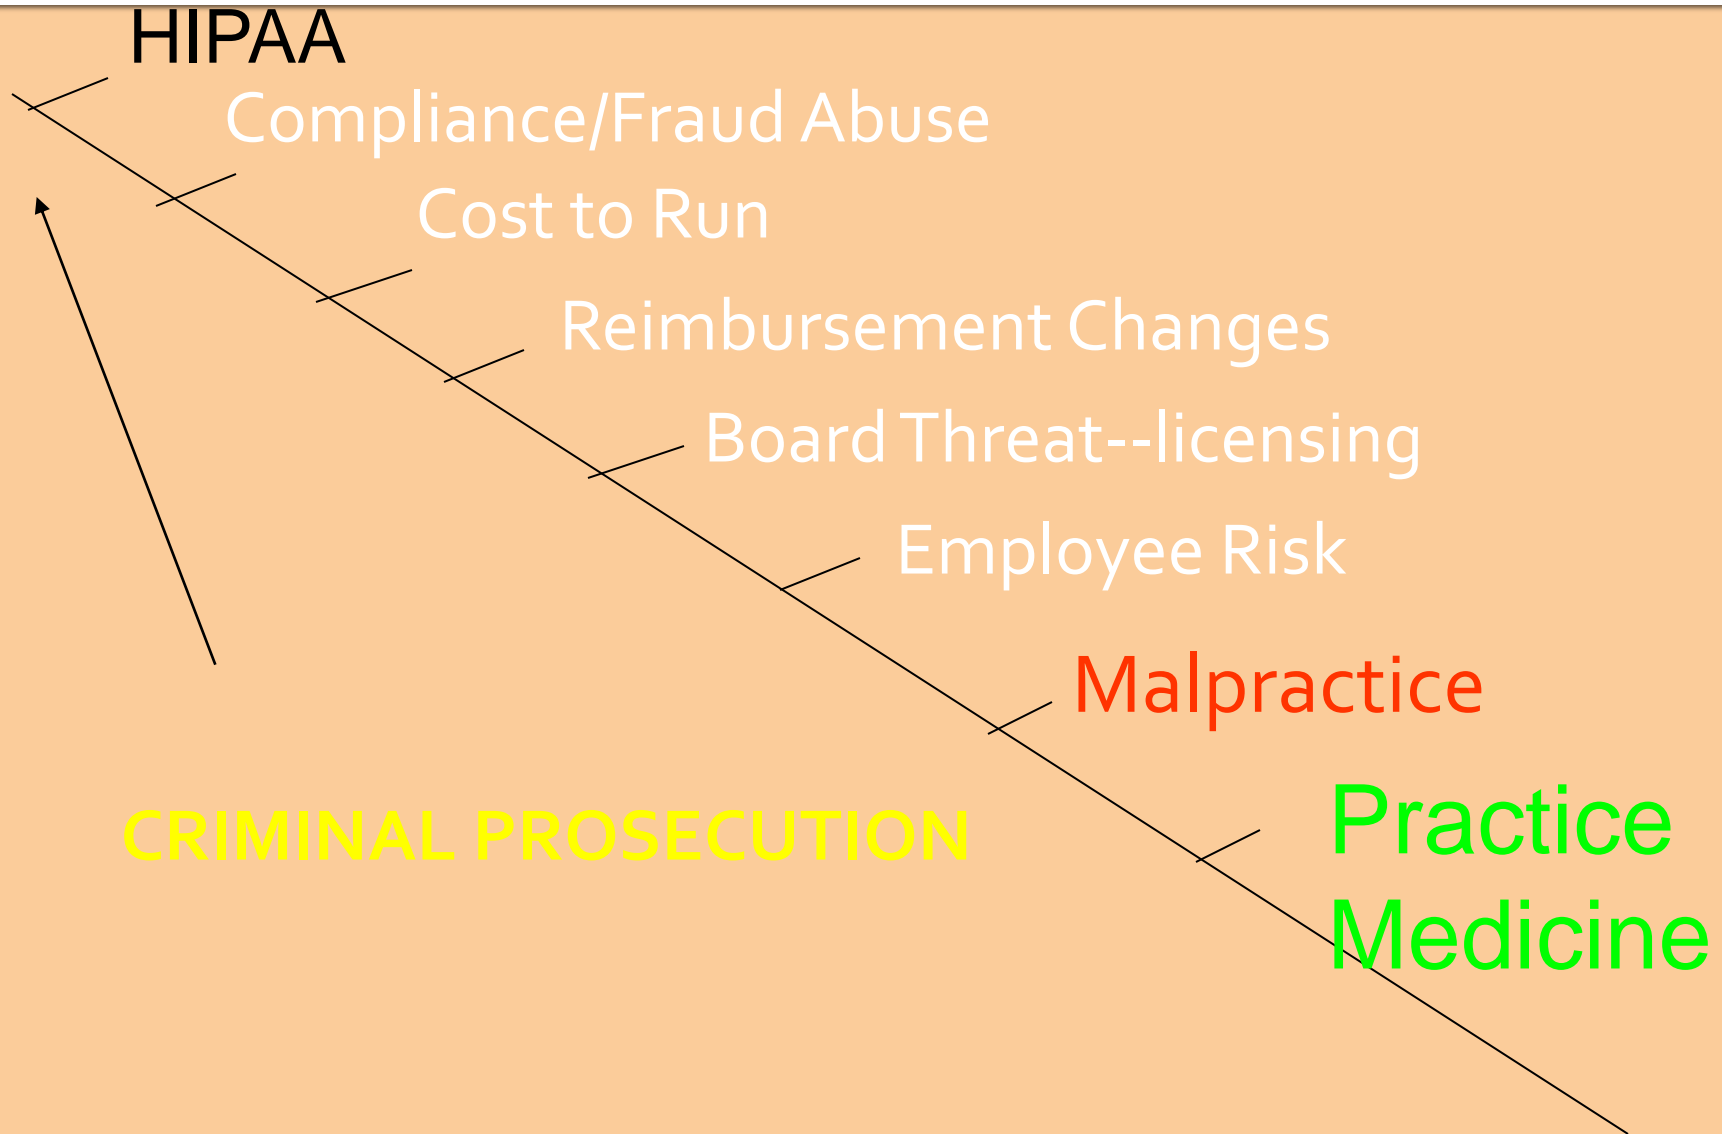 HIPAA
Compliance/Fraud Abuse
Cost to Run
Reimbursement Changes
Board Threat--licensing
Employee Risk
Malpractice
Practice
Medicine
CRIMINAL PROSECUTION